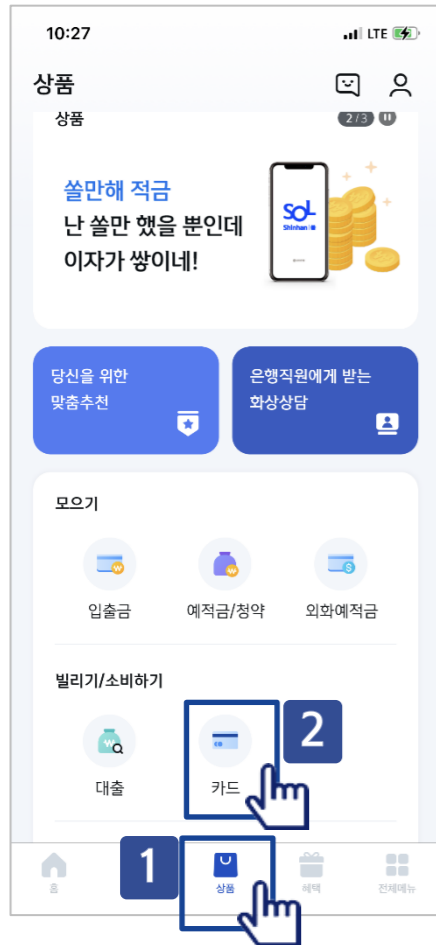 10:27
LTE
상품
상품
2/3
쏠만해 적금
난 쏠만 했을 뿐인데
이자가 쌓이네!
SOL
Shinhan
당신을 위한
맞춤추천
은행직원에게 받는
화상상담
모으기
입출금
예적금/청약
외화예적금
빌리기/소비하기
대출
카드
2
1
홈
상품
혜택
전체메뉴